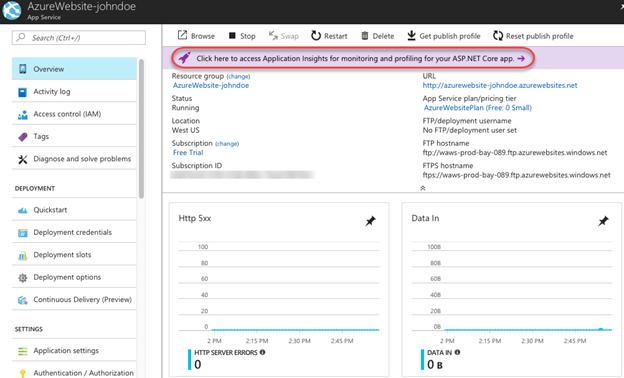 AzureWebsite-johndoe
App Service
Search (Ctrl+/)
Overview
Activity log
Access control (IAM)
Tags
Diagnose and solve problems
DEPLOYMENT
Quickstart
Deployment credentials
Deployment slots
Deployment options
Continuous Delivery (Preview)
SETTINGS
Application settings
Authentication / Authorization
Browse Stop Swap Restart Delete Get publish profile Reset publish profile
Click here to access Application Insights for monitoring and profiling for your ASP.NET Core app.
Resource group (change)
AzureWebsite-johndoe
Status
Running
Location
West US
Subscription (change)
Free Trial
Subscription ID
URL
http://azurewebsite-johndoe.azurewebsites.net
App Service plan/pricing tier
AzureWebsitePlan (Free: 0 Small)
FTP/deployment username
No FTP/deployment user set
FTP hostname
ftp://waws-prod-bay-089.ftp.azurewebsites.windows.net
FTPS hostname
ftps://waws-prod-bay-089.ftp.azurewebsites.windows.net
Http 5xx
100
80
60
40
20
0
2 PM 2:15 PM 2:30 PM 2:45 PM
HTTP SERVER ERRORS
0
Data In
100B
80B
60B
40B
20B
0B
2 PM 2:15 PM 2:30 PM 2:45 PM
DATA IN
0 B